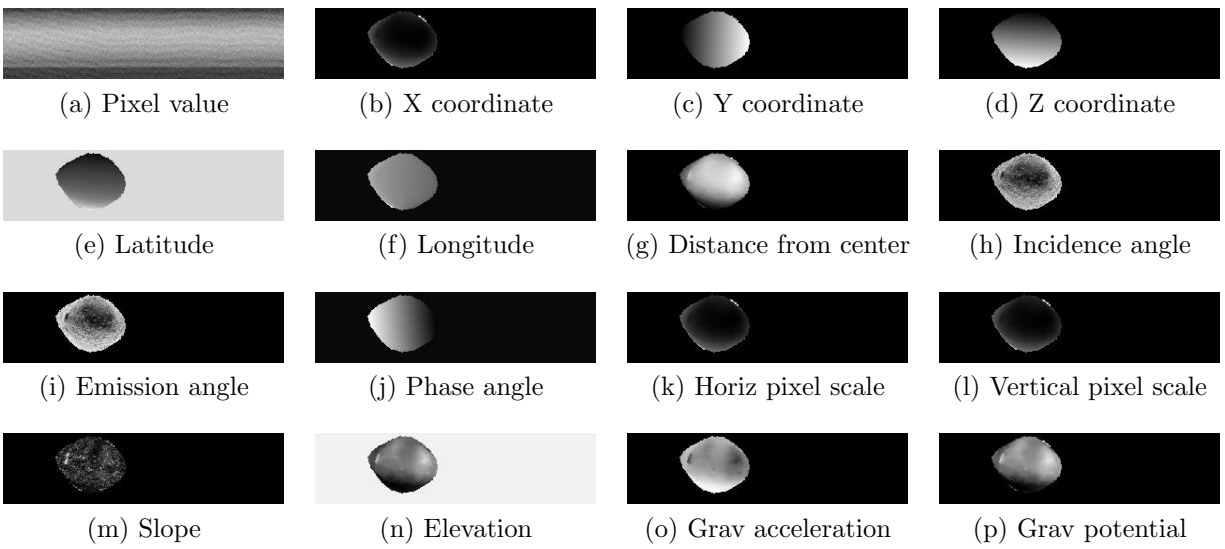 (a) Pixel value
(b) X coordinate
(c) Y coordinate
(d) Z coordinate
(e) Latitude
(f) Longitude
(g) Distance from center
(h) Incidence angle
(i) Emission angle
(j) Phase angle
(k) Horiz pixel scale
(l) Vertical pixel scale
(m) Slope
(n) Elevation
(o) Grav acceleration
(p) Grav potential